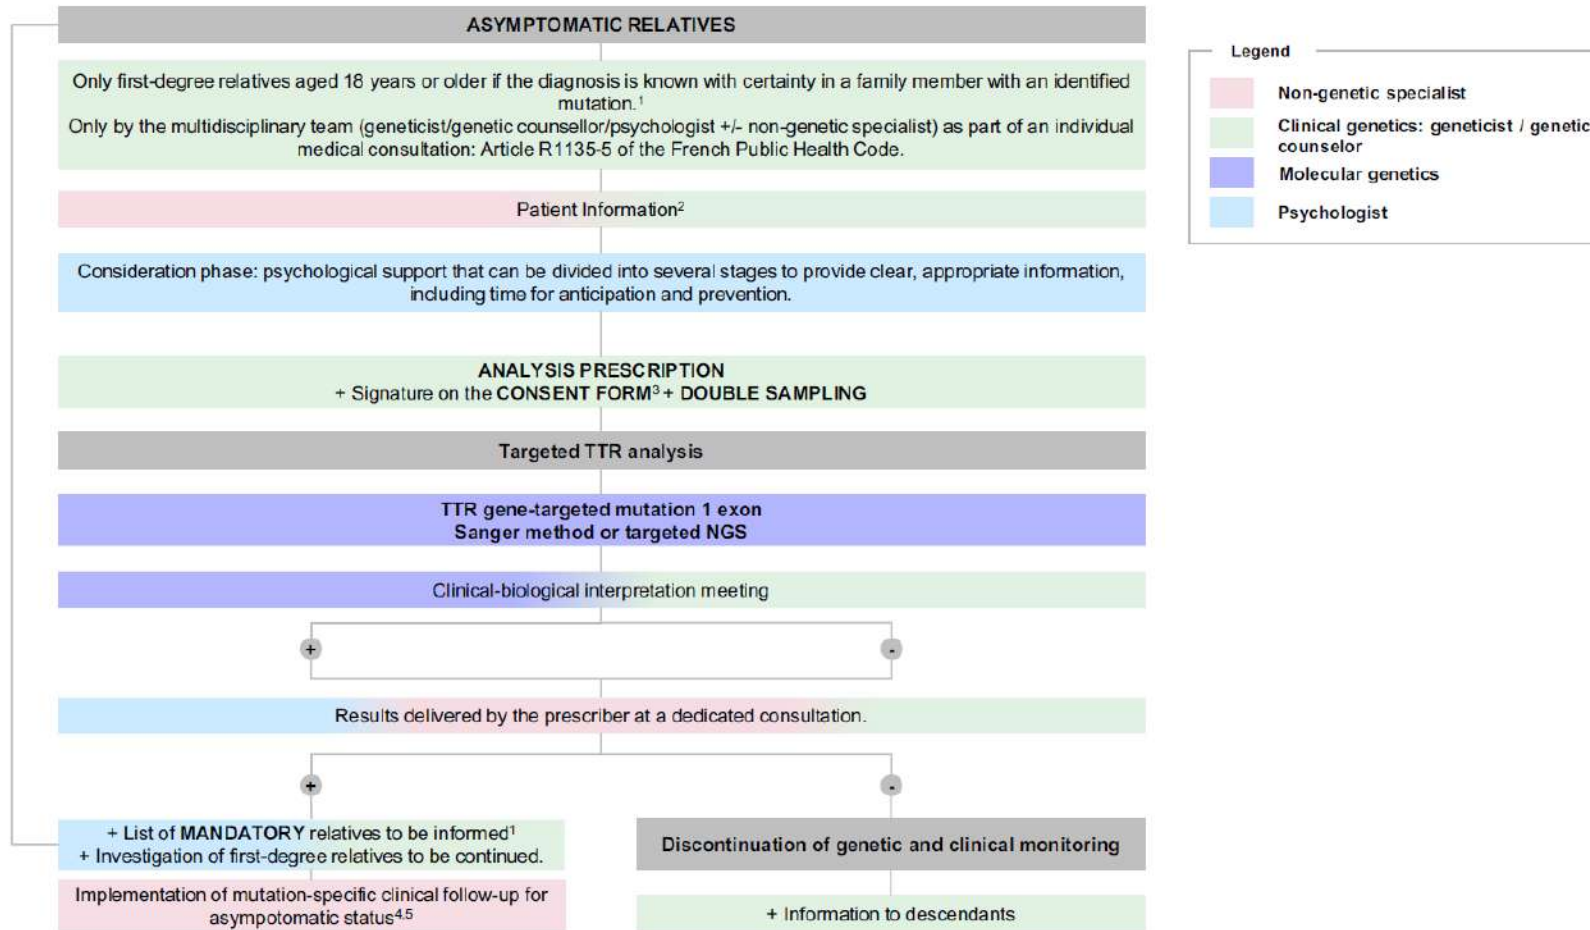 ASYMPTOMATIC RELATIVES
Only first-degree relatives aged 18 years or older if the diagnosis is known with certainty in a family member with an identified
mutation.¹
Only by the multidisciplinary team (geneticist/genetic counsellor/psychologist +/- non-genetic specialist) as part of an individual
medical consultation: Article R1135-5 of the French Public Health Code.
Patient Information²
Consideration phase: psychological support that can be divided into several stages to provide clear, appropriate information,
including time for anticipation and prevention.
ANALYSIS PRESCRIPTION
+ Signature on the CONSENT FORM³ + DOUBLE SAMPLING
Targeted TTR analysis
TTR gene-targeted mutation 1 exon
Sanger method or targeted NGS
Clinical-biological interpretation meeting
+
-
Results delivered by the prescriber at a dedicated consultation.
+
-
+ List of MANDATORY relatives to be informed¹
+ Investigation of first-degree relatives to be continued.
Implementation of mutation-specific clinical follow-up for
asympotomatic status⁴,⁵
Discontinuation of genetic and clinical monitoring
+ Information to descendants
Legend
Non-genetic specialist
Clinical genetics: geneticist / genetic
counselor
Molecular genetics
Psychologist